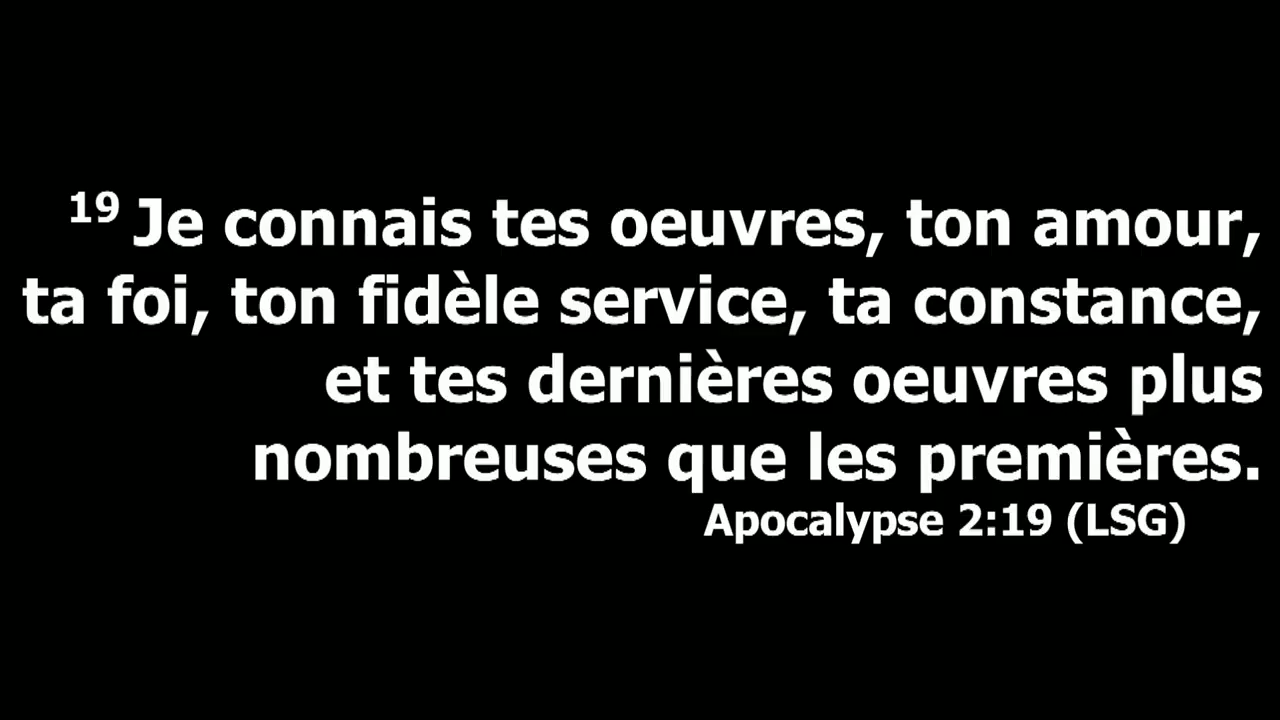 19 Je connais tes oeuvres, ton amour,
ta foi, ton fidèle service, ta constance,
et tes dernières oeuvres plus
nombreuses que les premières.
Apocalypse 2:19 (LSG)